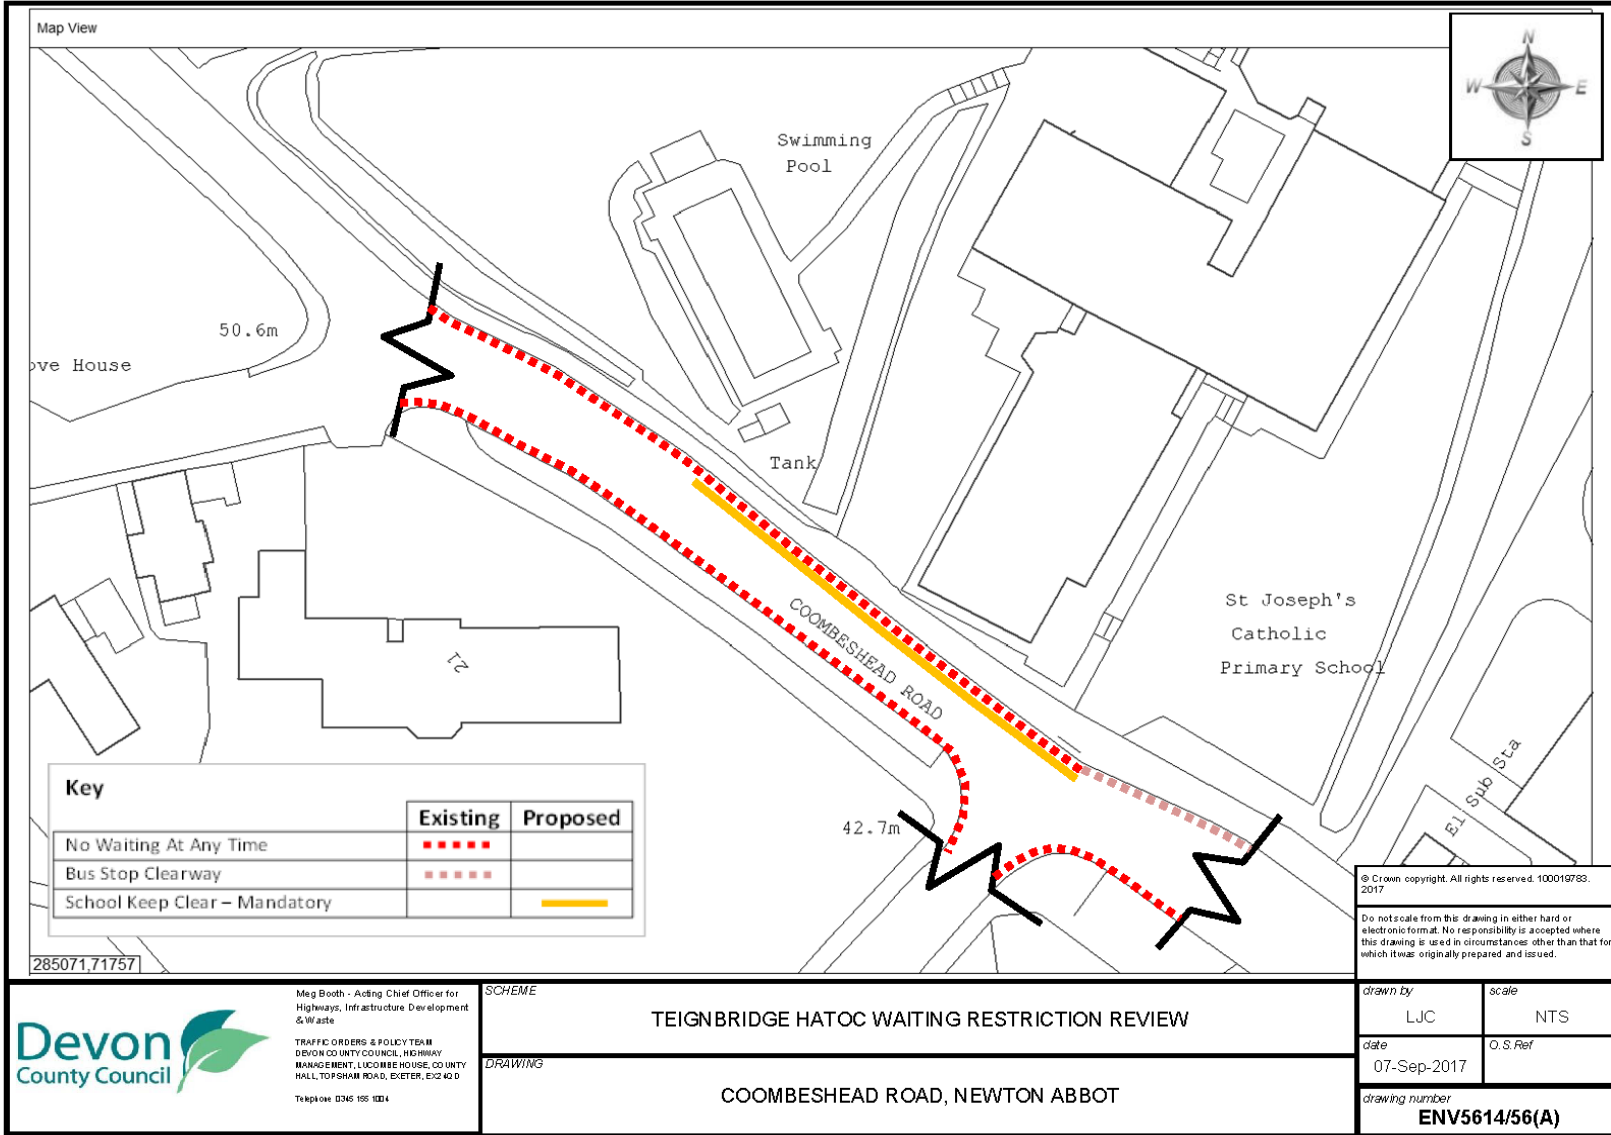 Map View
N
W
E
S
Swimming
Pool
50.6m
ove House
Tank
COOMBESHEAD ROAD
St Joseph's
Catholic
Primary School
21
El Sub Sta
42.7m
Key
Existing
Proposed
No Waiting At Any Time
Bus Stop Clearway
School Keep Clear – Mandatory
285071,71757
© Crown copyright. All rights reserved. 100019783.
2017
Do not scale from this drawing in either hard or
electronic format. No responsibility is accepted where
this drawing is used in circumstances other than that for
which it was originally prepared and issued.
Devon
County Council
Meg Booth - Acting Chief Officer for
Highways, Infrastructure Development
& Waste
TRAFFIC ORDERS & POLICY TEAM
DEVON COUNTY COUNCIL, HIGHWAY
MANAGEMENT, LUCOMBE HOUSE, COUNTY
HALL, TOPSHAM ROAD, EXETER, EX2 4QD
Telephone 0345 155 1004
SCHEME
TEIGNBRIDGE HATOC WAITING RESTRICTION REVIEW
DRAWING
COOMBESHEAD ROAD, NEWTON ABBOT
drawn by
LJC
scale
NTS
date
07-Sep-2017
O.S.Ref
drawing number
ENV5614/56(A)